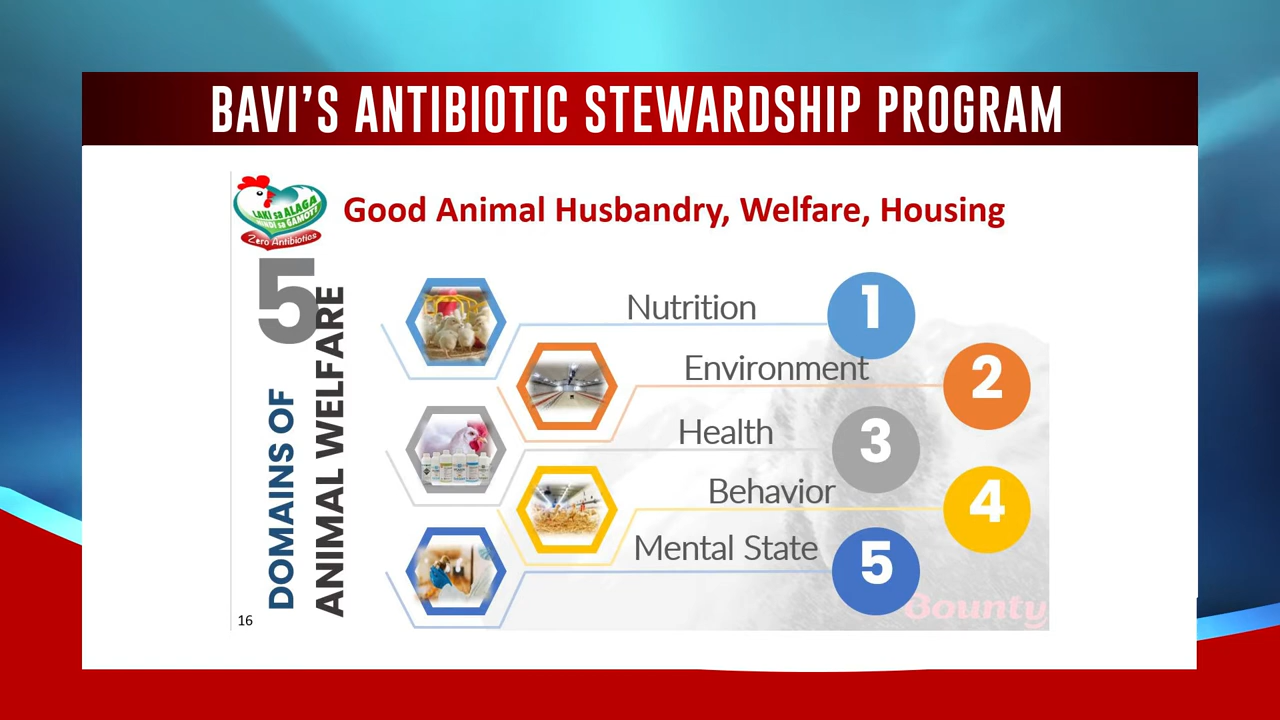 BAVI'S ANTIBIOTIC STEWARDSHIP PROGRAM
LAKI sa ALAGA
HINDI sa GAMOT!
Zero Antibiotics
Good Animal Husbandry, Welfare, Housing
5
DOMAINS OF
ANIMAL WELFARE
Nutrition
1
Environment
2
Health
3
Behavior
4
Mental State
5
Bounty
16